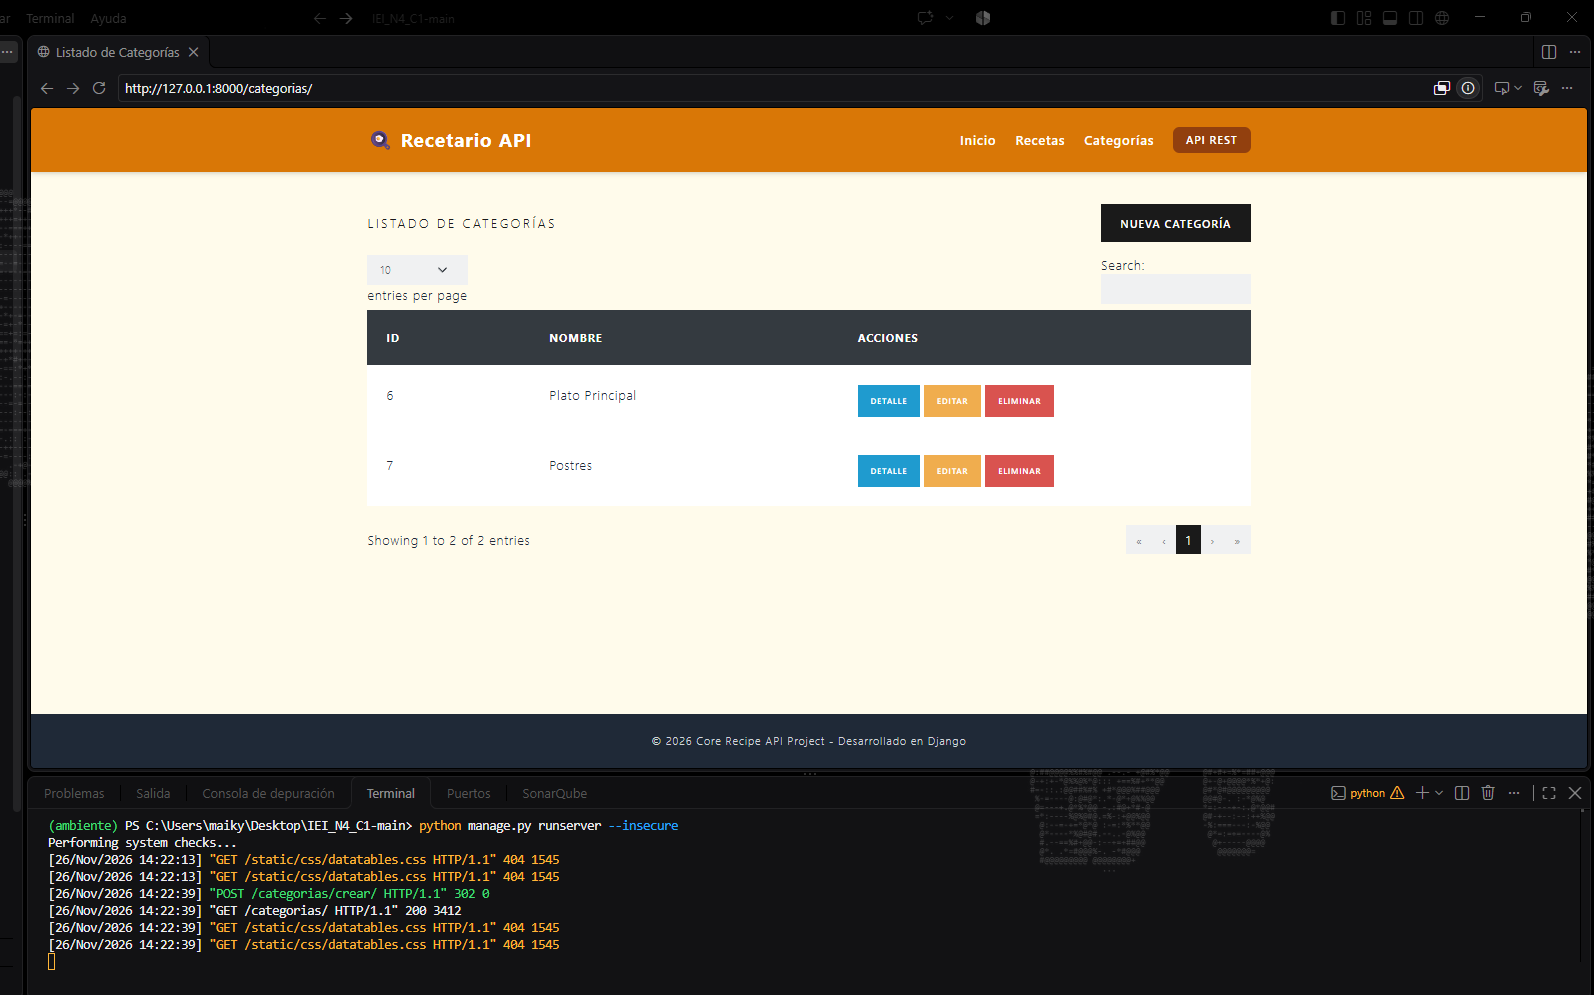 ar Terminal Ayuda IEI_N4_C1-main
Listado de Categorías
http://127.0.0.1:8000/categorias/
Recetario API Inicio Recetas Categorías API REST
LISTADO DE CATEGORÍAS NUEVA CATEGORÍA
10
entries per page
Search:
ID NOMBRE ACCIONES
6 Plato Principal DETALLE EDITAR ELIMINAR
7 Postres DETALLE EDITAR ELIMINAR
Showing 1 to 2 of 2 entries « ‹ 1 › »
© 2026 Core Recipe API Project - Desarrollado en Django
Problemas Salida Consola de depuración Terminal Puertos SonarQube python
(ambiente) PS C:\Users\maiky\Desktop\IEI_N4_C1-main> python manage.py runserver --insecure
Performing system checks...
[26/Nov/2026 14:22:13] "GET /static/css/datatables.css HTTP/1.1" 404 1545
[26/Nov/2026 14:22:13] "GET /static/css/datatables.css HTTP/1.1" 404 1545
[26/Nov/2026 14:22:39] "POST /categorias/crear/ HTTP/1.1" 302 0
[26/Nov/2026 14:22:39] "GET /categorias/ HTTP/1.1" 200 3412
[26/Nov/2026 14:22:39] "GET /static/css/datatables.css HTTP/1.1" 404 1545
[26/Nov/2026 14:22:39] "GET /static/css/datatables.css HTTP/1.1" 404 1545